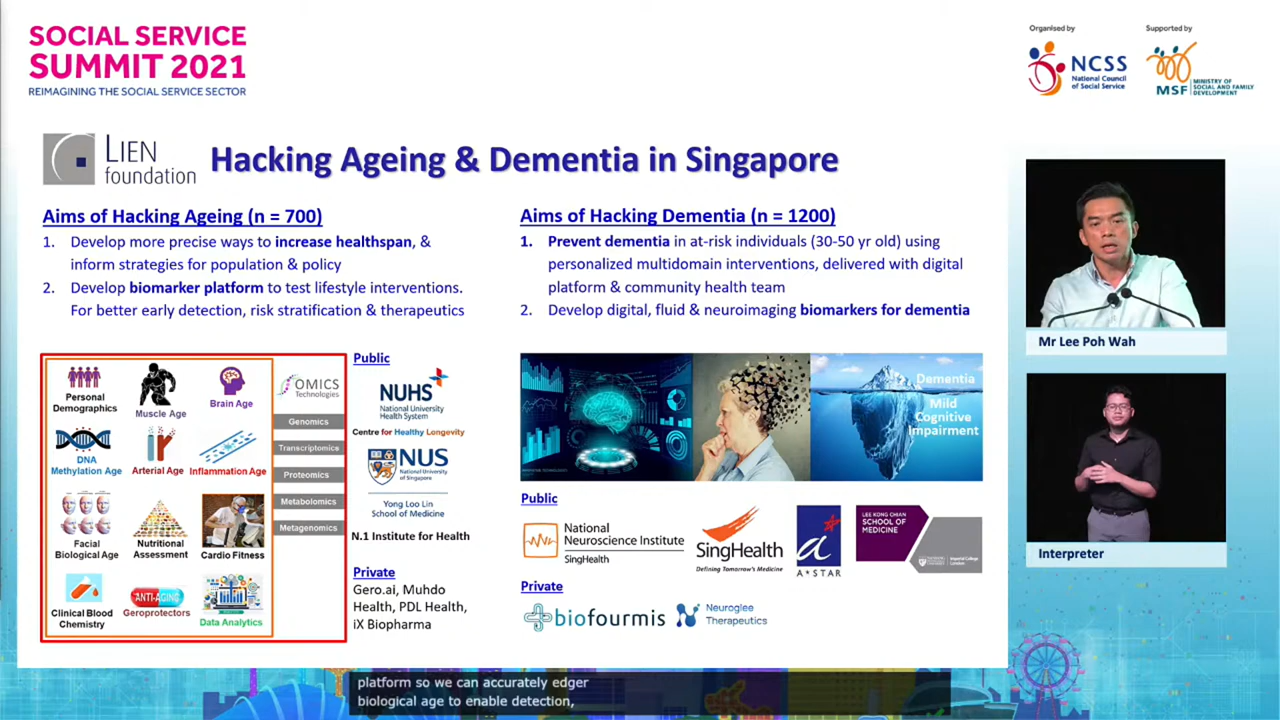 SOCIAL SERVICE
SUMMIT 2021
REIMAGINING THE SOCIAL SERVICE SECTOR
Organised by
NCSS
National Council
of Social Service
Supported by
MSF
MINISTRY OF
SOCIAL AND FAMILY
DEVELOPMENT
LIEN
foundation
Hacking Ageing & Dementia in Singapore
Aims of Hacking Ageing (n = 700)
1. Develop more precise ways to increase healthspan, &
inform strategies for population & policy
2. Develop biomarker platform to test lifestyle interventions.
For better early detection, risk stratification & therapeutics
Aims of Hacking Dementia (n = 1200)
1. Prevent dementia in at-risk individuals (30-50 yr old) using
personalized multidomain interventions, delivered with digital
platform & community health team
2. Develop digital, fluid & neuroimaging biomarkers for dementia
Personal
Demographics
Muscle Age
Brain Age
DNA
Methylation Age
Arterial Age
Inflammation Age
Facial
Biological Age
Nutritional
Assessment
Cardio Fitness
Clinical Blood
Chemistry
ANTI-AGING
Geroprotectors
Data Analytics
OMICS
Technologies
Genomics
Transcriptomics
Proteomics
Metabolomics
Metagenomics
Public
NUHS
National University
Health System
Centre for Healthy Longevity
NUS
National University
of Singapore
Yong Loo Lin
School of Medicine
N.1 Institute for Health
Private
Gero.ai, Muhdo
Health, PDL Health,
iX Biopharma
Dementia
Mild
Cognitive
Impairment
Public
National
Neuroscience Institute
SingHealth
SingHealth
Defining Tomorrow's Medicine
A*STAR
LEE KONG CHIAN
SCHOOL OF
MEDICINE
Private
biofourmis
Neuroglee
Therapeutics
Mr Lee Poh Wah
Interpreter
platform so we can accurately edger
biological age to enable detection,